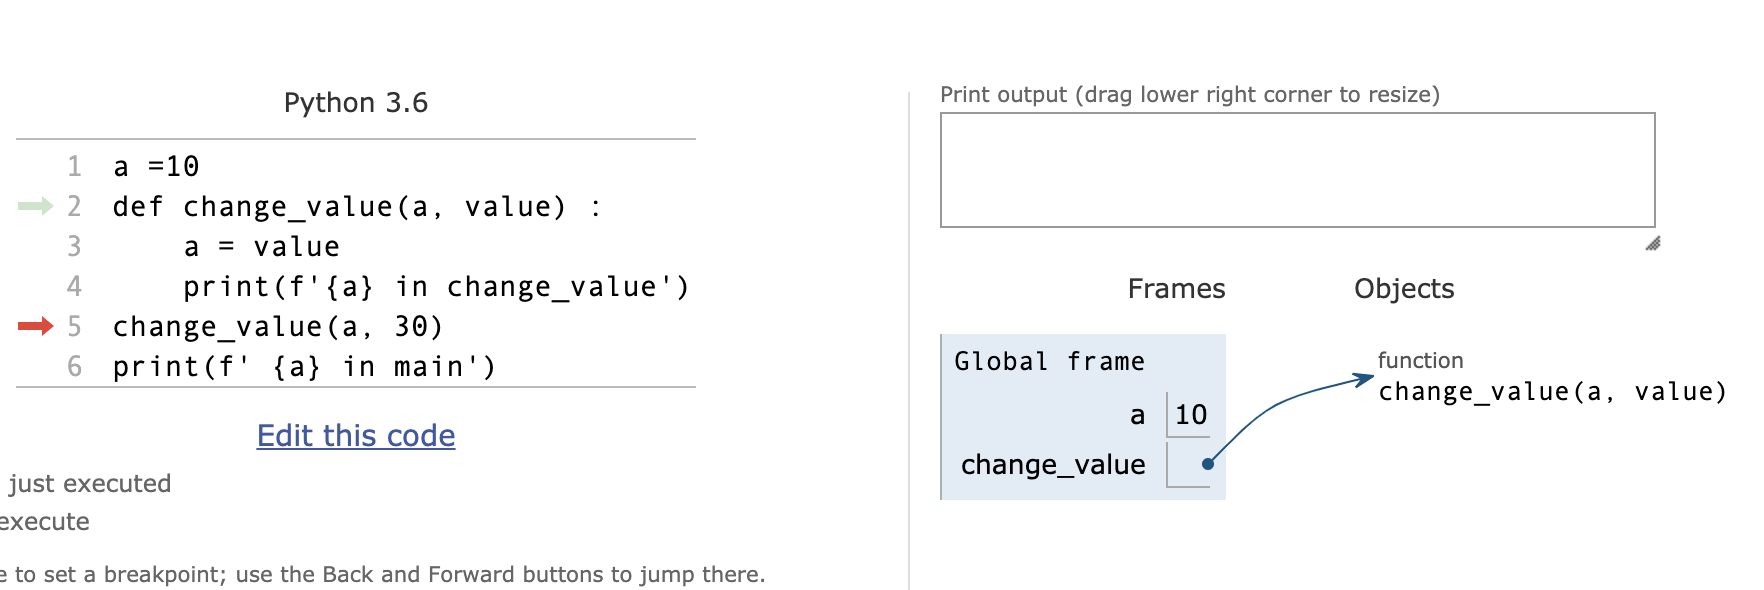 Python 3.6
1 a =10
2 def change_value(a, value) :
3     a = value
4     print(f'{a} in change_value')
5 change_value(a, 30)
6 print(f' {a} in main')
Edit this code
just executed
execute
to set a breakpoint; use the Back and Forward buttons to jump there.
Print output (drag lower right corner to resize)
Frames Objects
Global frame
a 10
change_value
function
change_value(a, value)